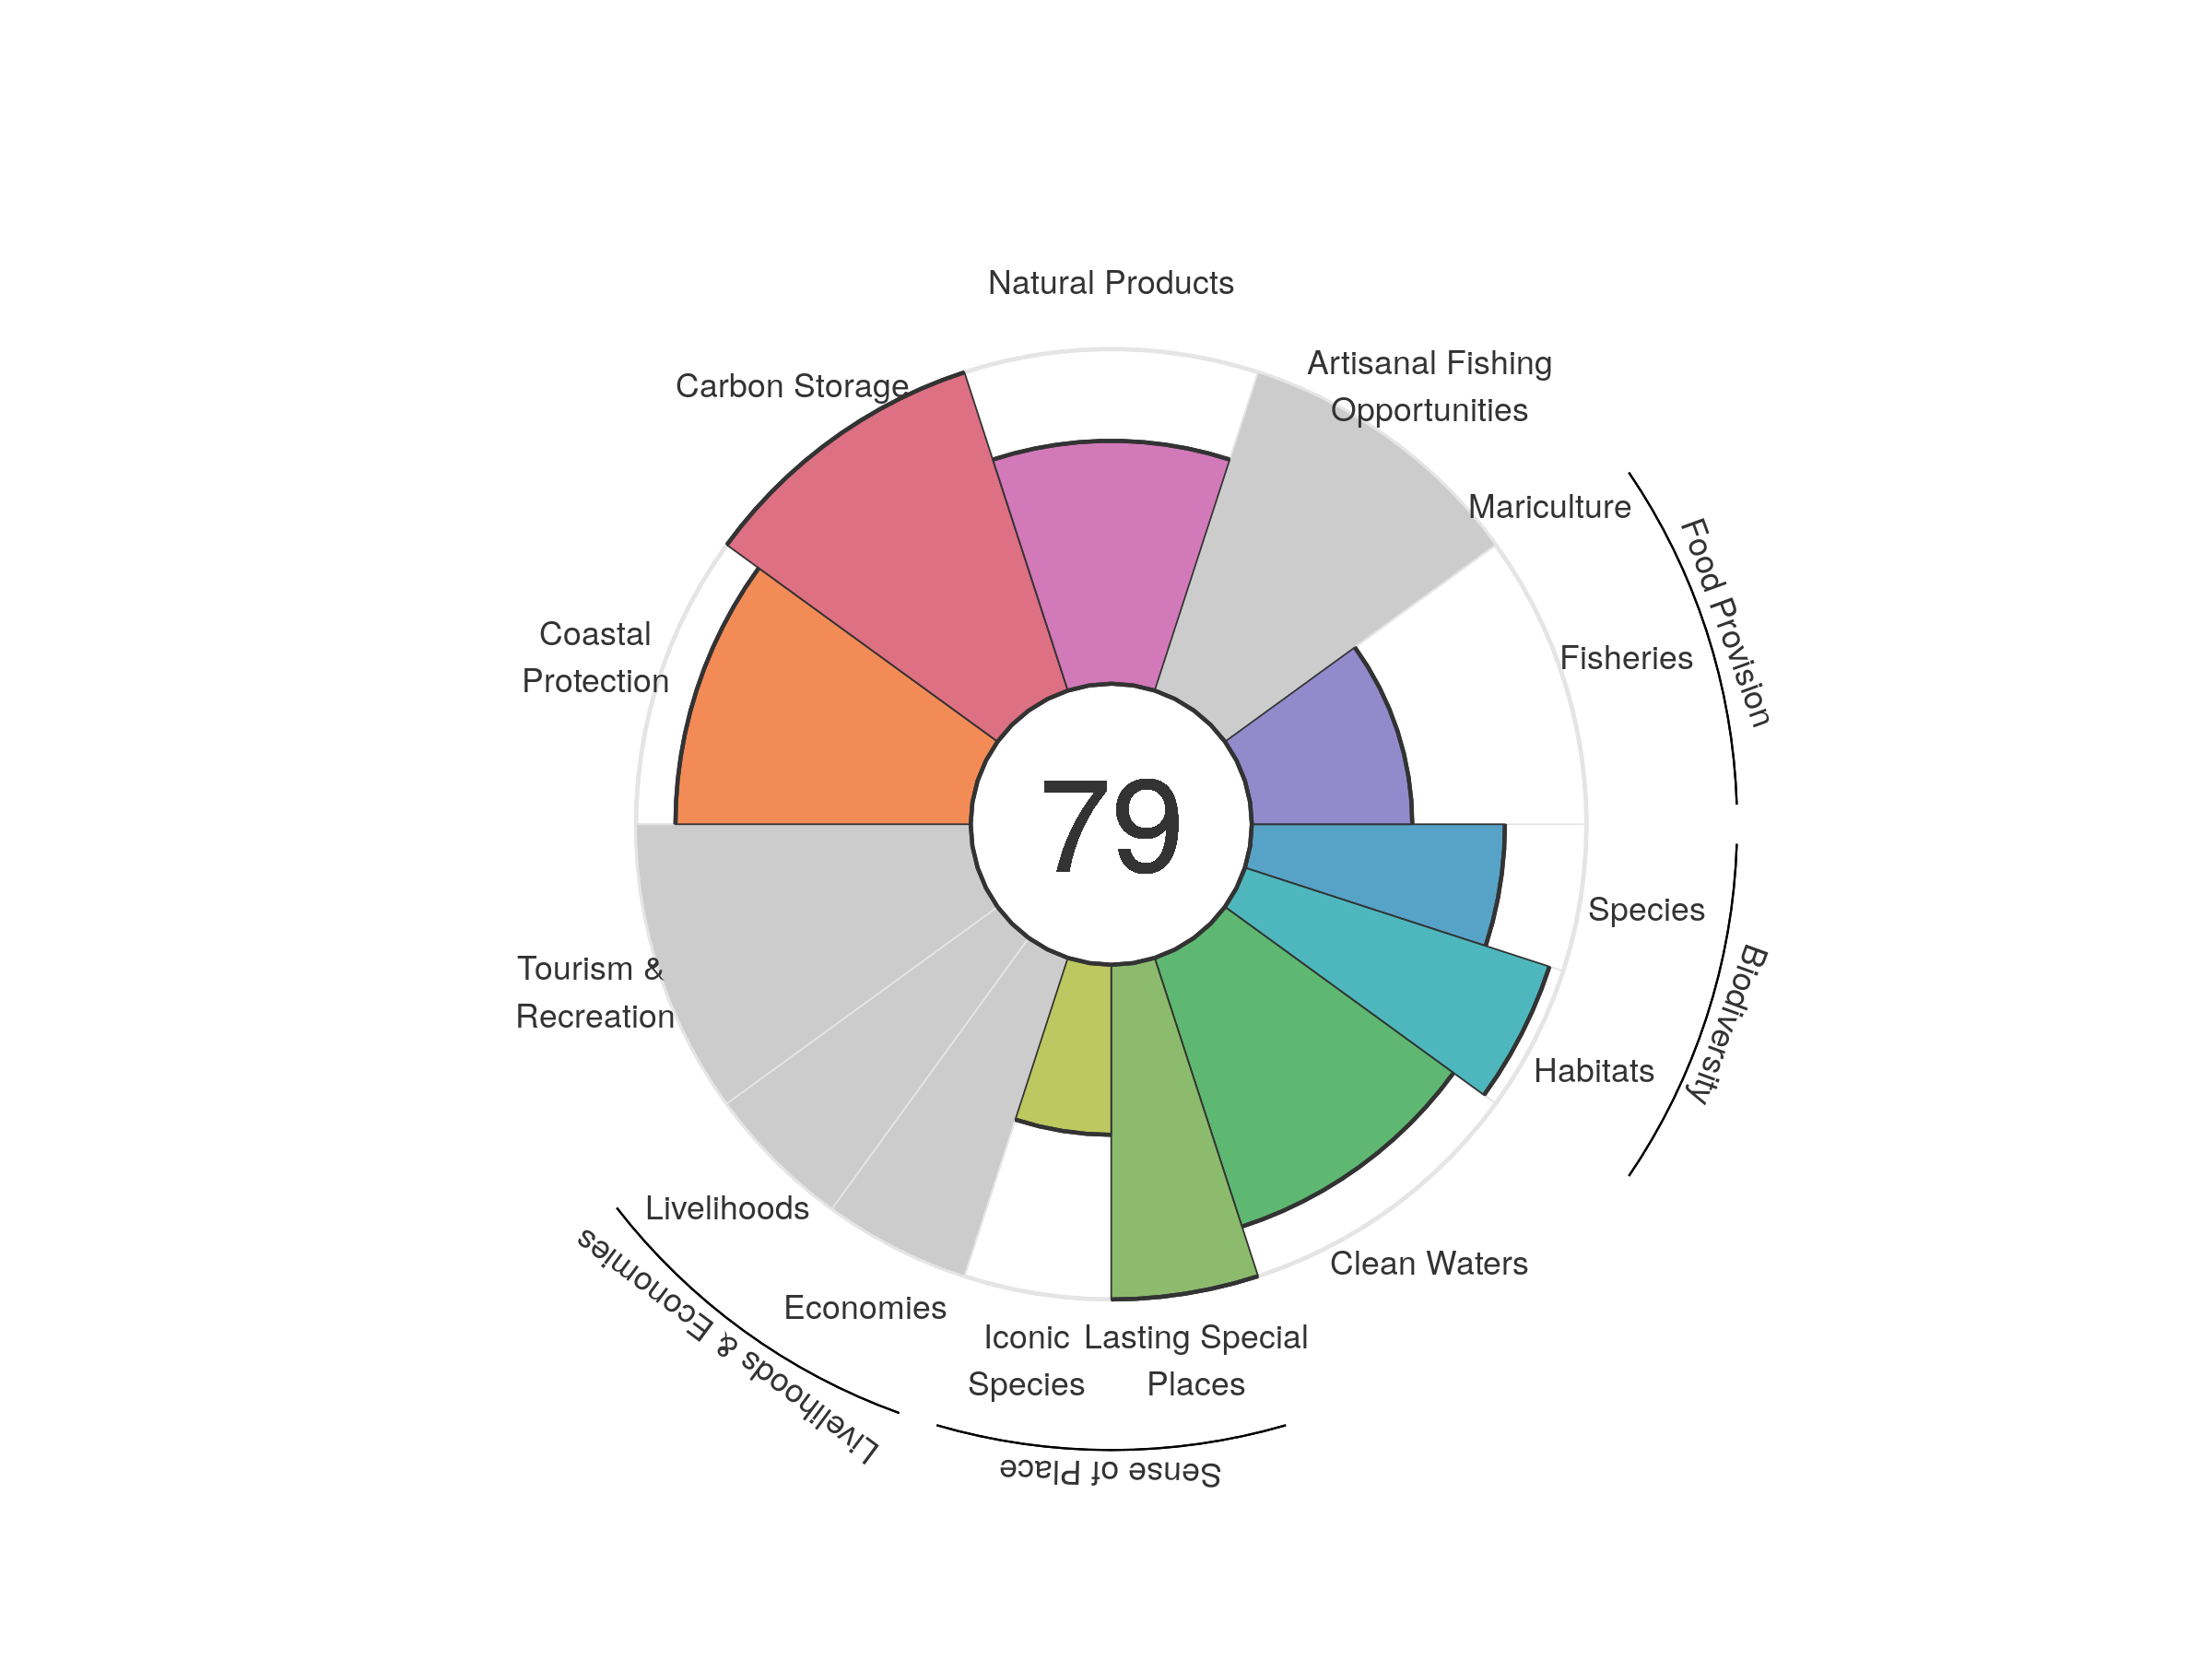 Natural Products
Artisanal Fishing
Opportunities
Carbon Storage
Mariculture
Food Provision
Fisheries
Coastal
Protection
79
Species
Biodiversity
Tourism &
Recreation
Habitats
Livelihoods
Clean Waters
Livelihoods & Economies
Economies
Iconic
Species
Lasting Special
Places
Sense of Place